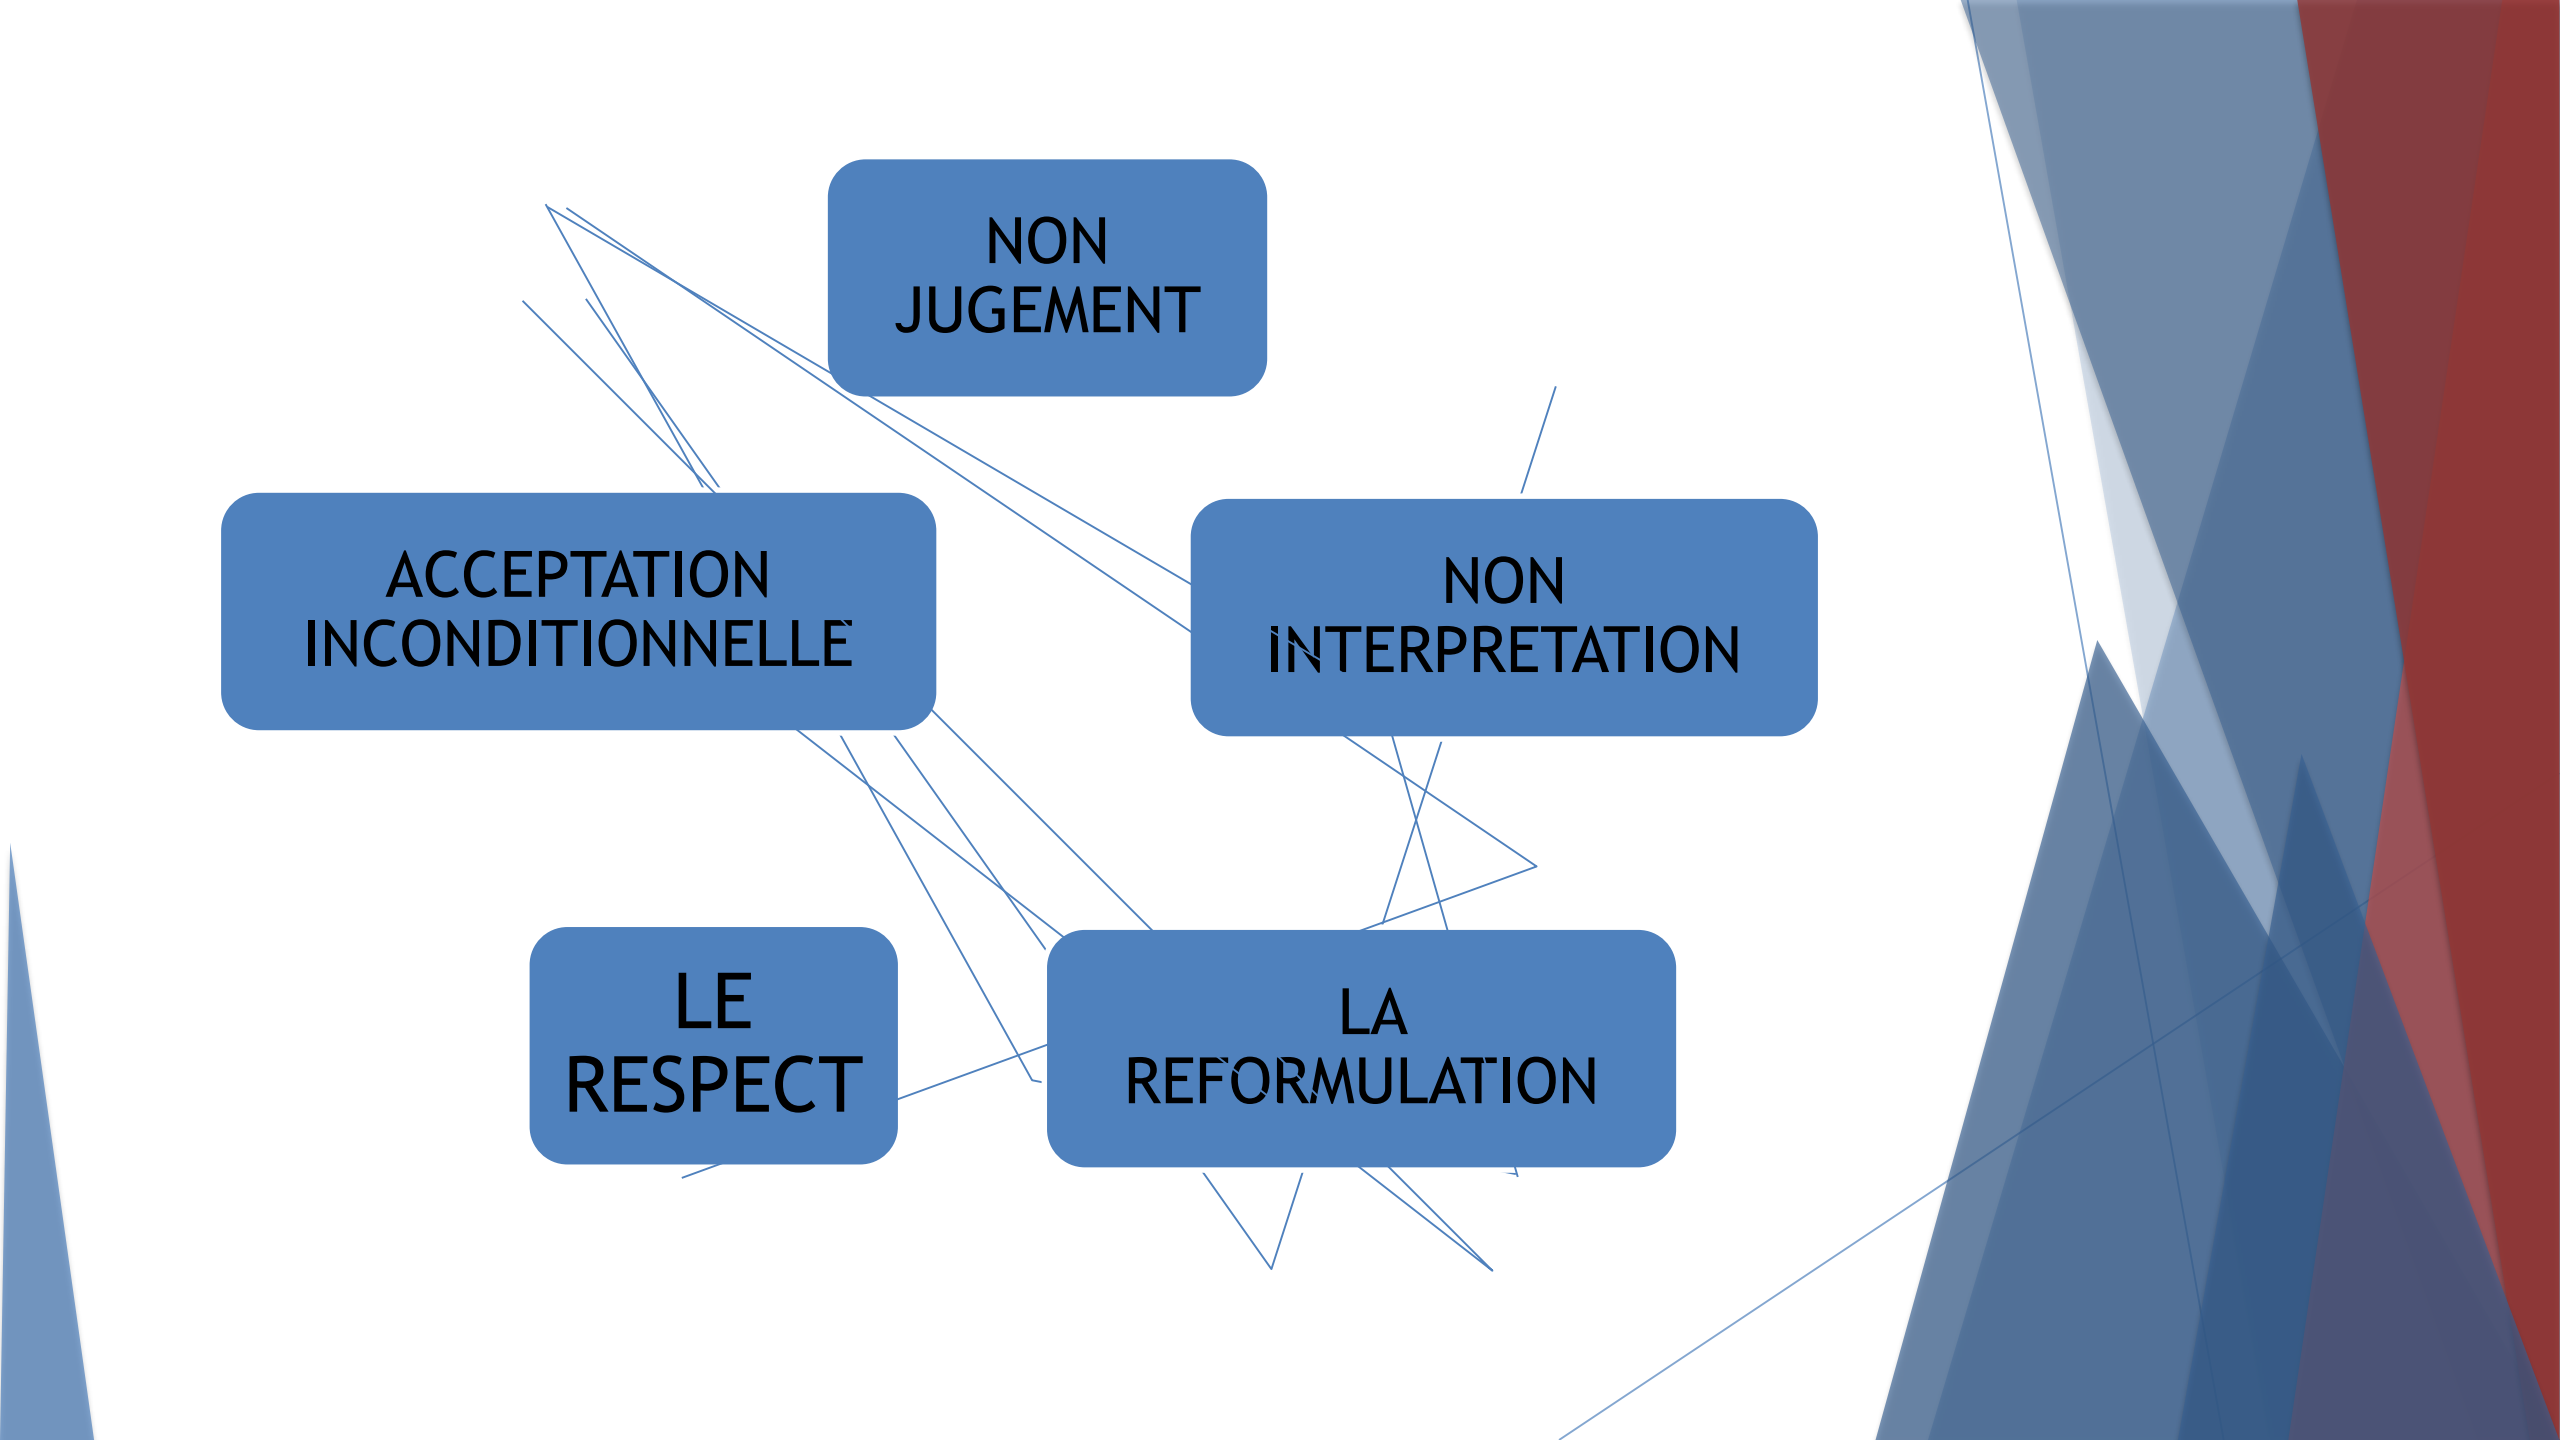 NON
JUGEMENT
ACCEPTATION
INCONDITIONNELLE
NON
INTERPRETATION
LE
RESPECT
LA
REFORMULATION